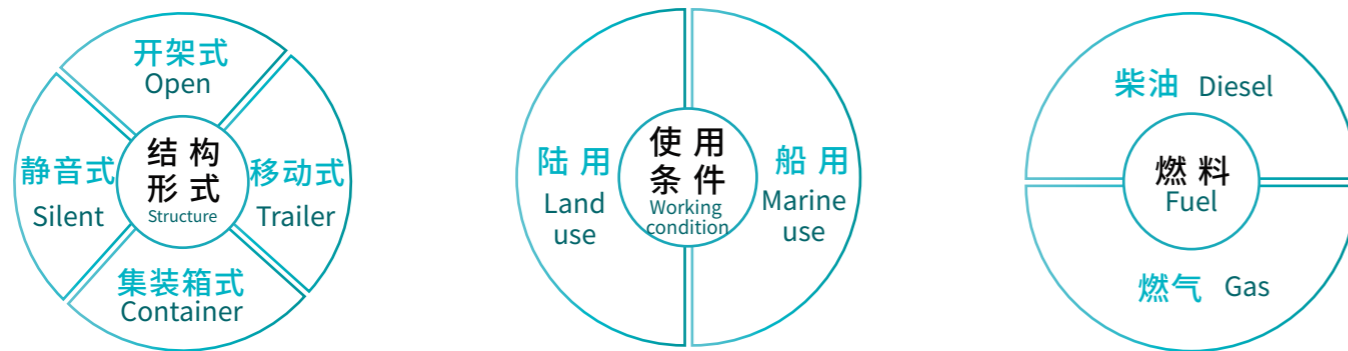 开架式
Open
静音式
Silent
结构
形式
Structure
移动式
Trailer
集装箱式
Container
陆用
Land
use
使用
条件
Working
condition
船用
Marine
use
柴油 Diesel
燃料
Fuel
燃气 Gas